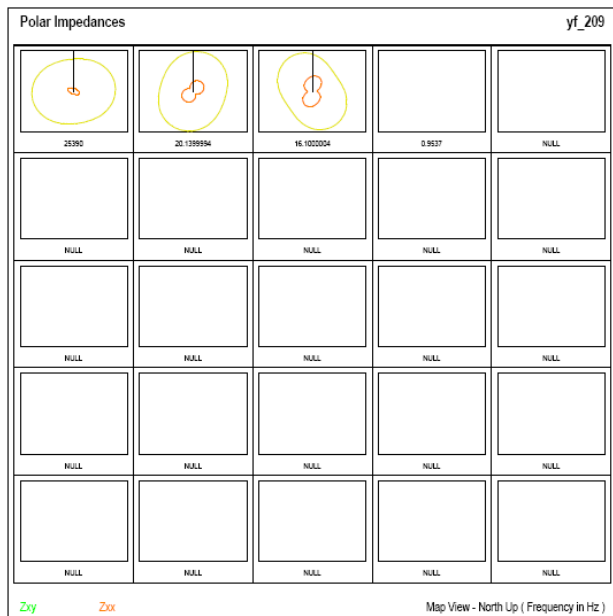 Polar Impedances yf_209
25390 20.1399994 16.1000004 0.9537 NULL
NULL NULL NULL NULL NULL
NULL NULL NULL NULL NULL
NULL NULL NULL NULL NULL
NULL NULL NULL NULL NULL
Zxy Zxx Map View - North Up ( Frequency in Hz )